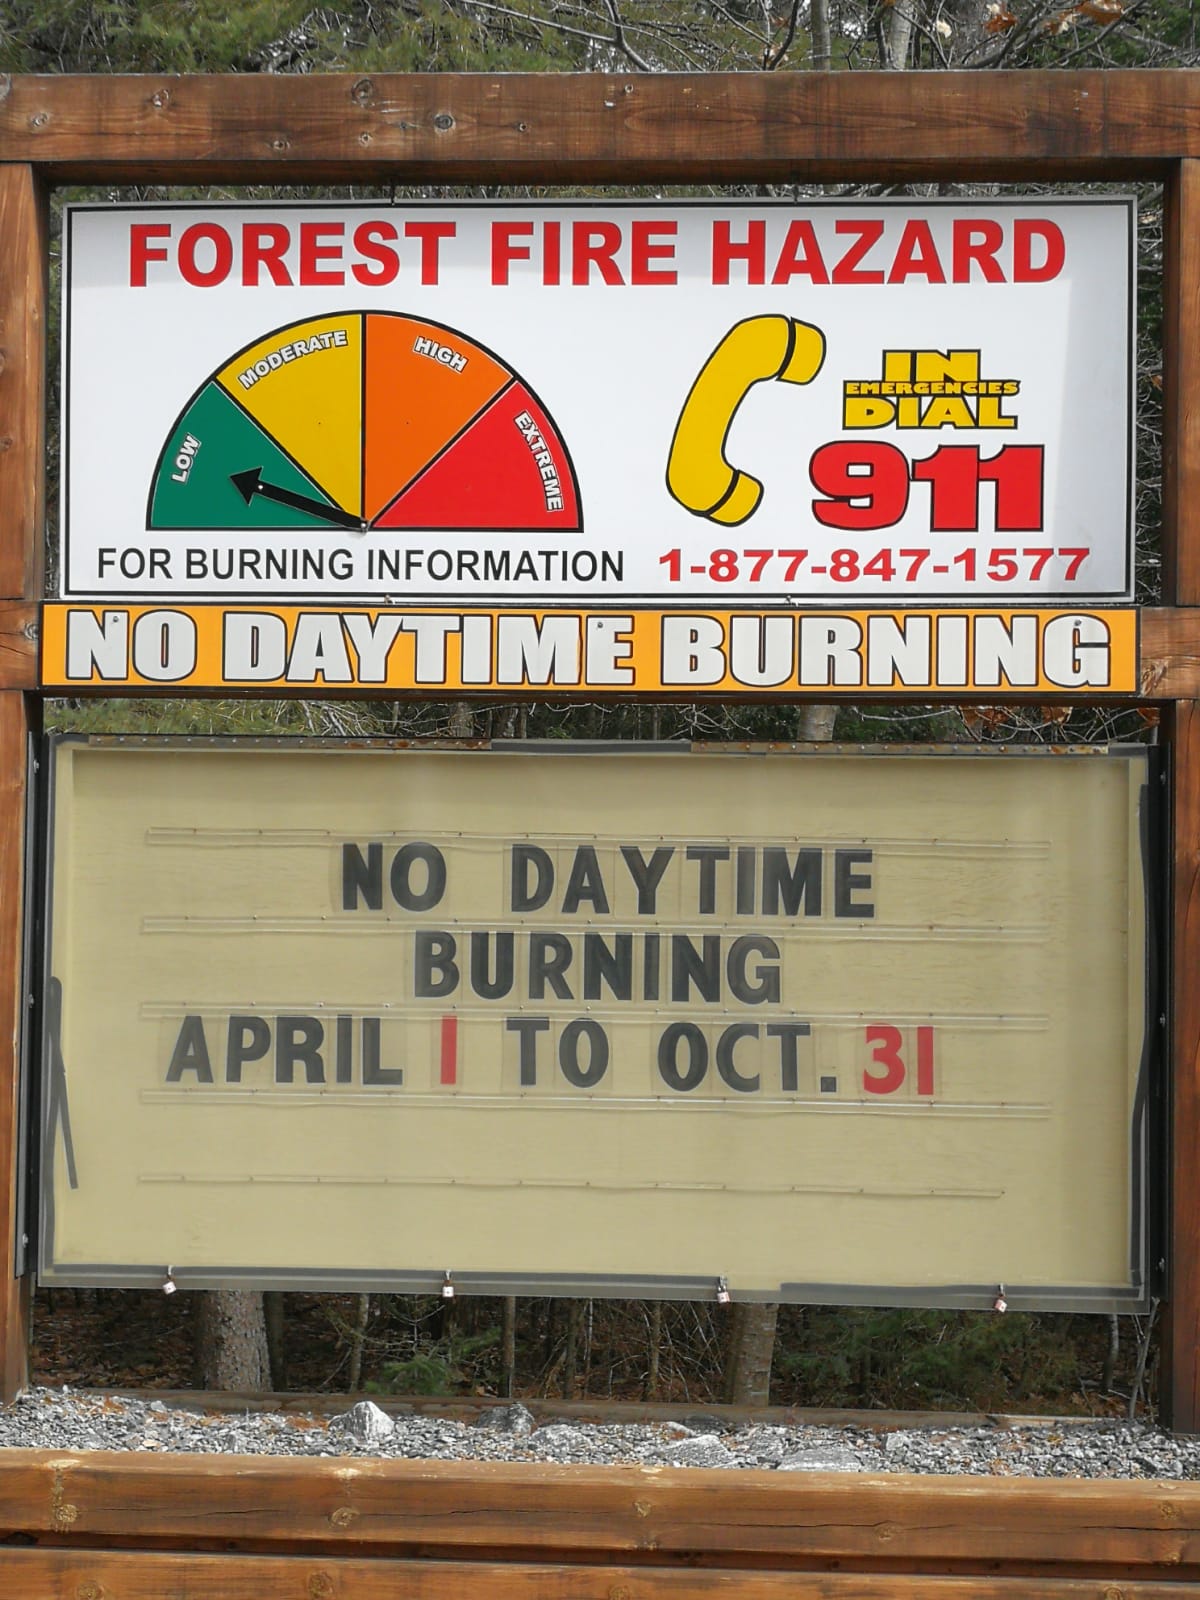 FOREST FIRE HAZARD
LOW
MODERATE
HIGH
EXTREME
IN
EMERGENCIES
DIAL
911
FOR BURNING INFORMATION 1-877-847-1577
NO DAYTIME BURNING
NO DAYTIME
BURNING
APRIL 1 TO OCT. 31